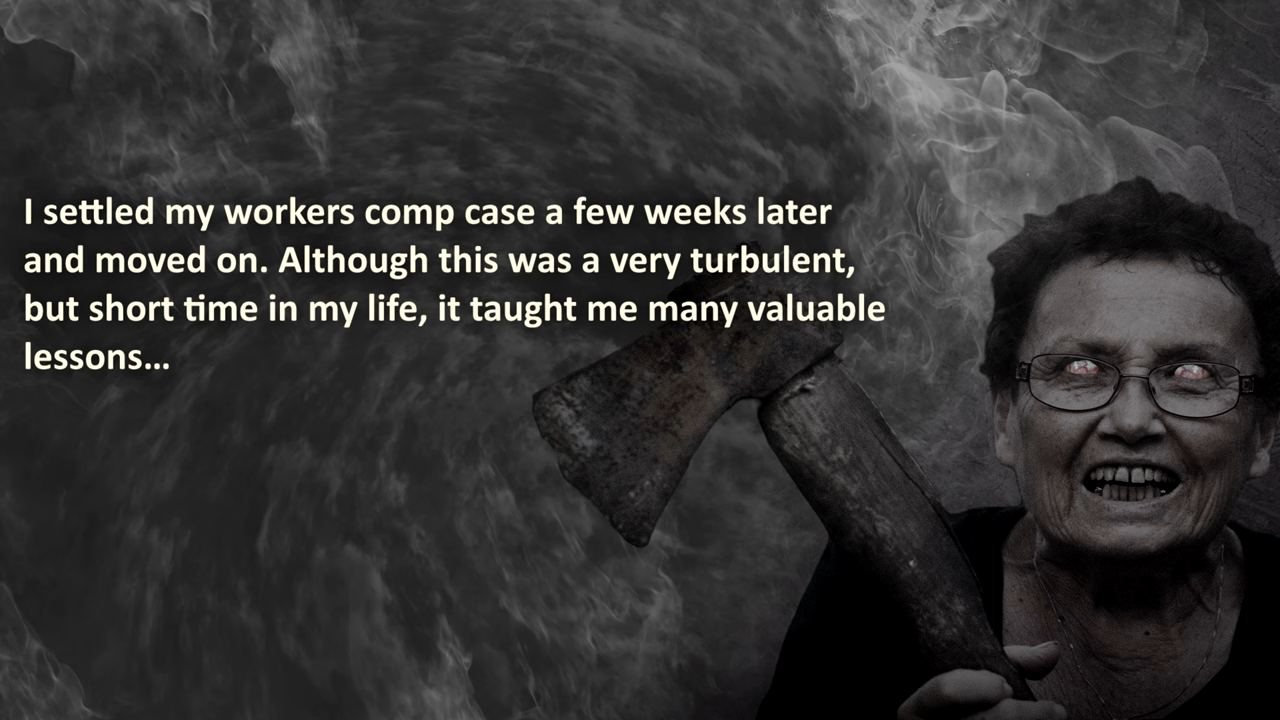 I settled my workers comp case a few weeks later
and moved on. Although this was a very turbulent,
but short time in my life, it taught me many valuable
lessons…